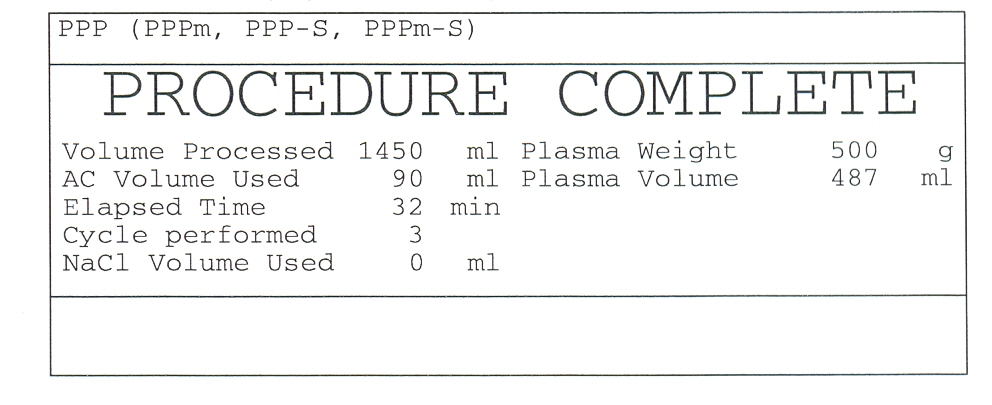 PPP (PPPm, PPP-S, PPPm-S)
PROCEDURE COMPLETE
Volume Processed 1450 ml Plasma Weight 500 g
AC Volume Used 90 ml Plasma Volume 487 ml
Elapsed Time 32 min
Cycle performed 3
NaCl Volume Used 0 ml